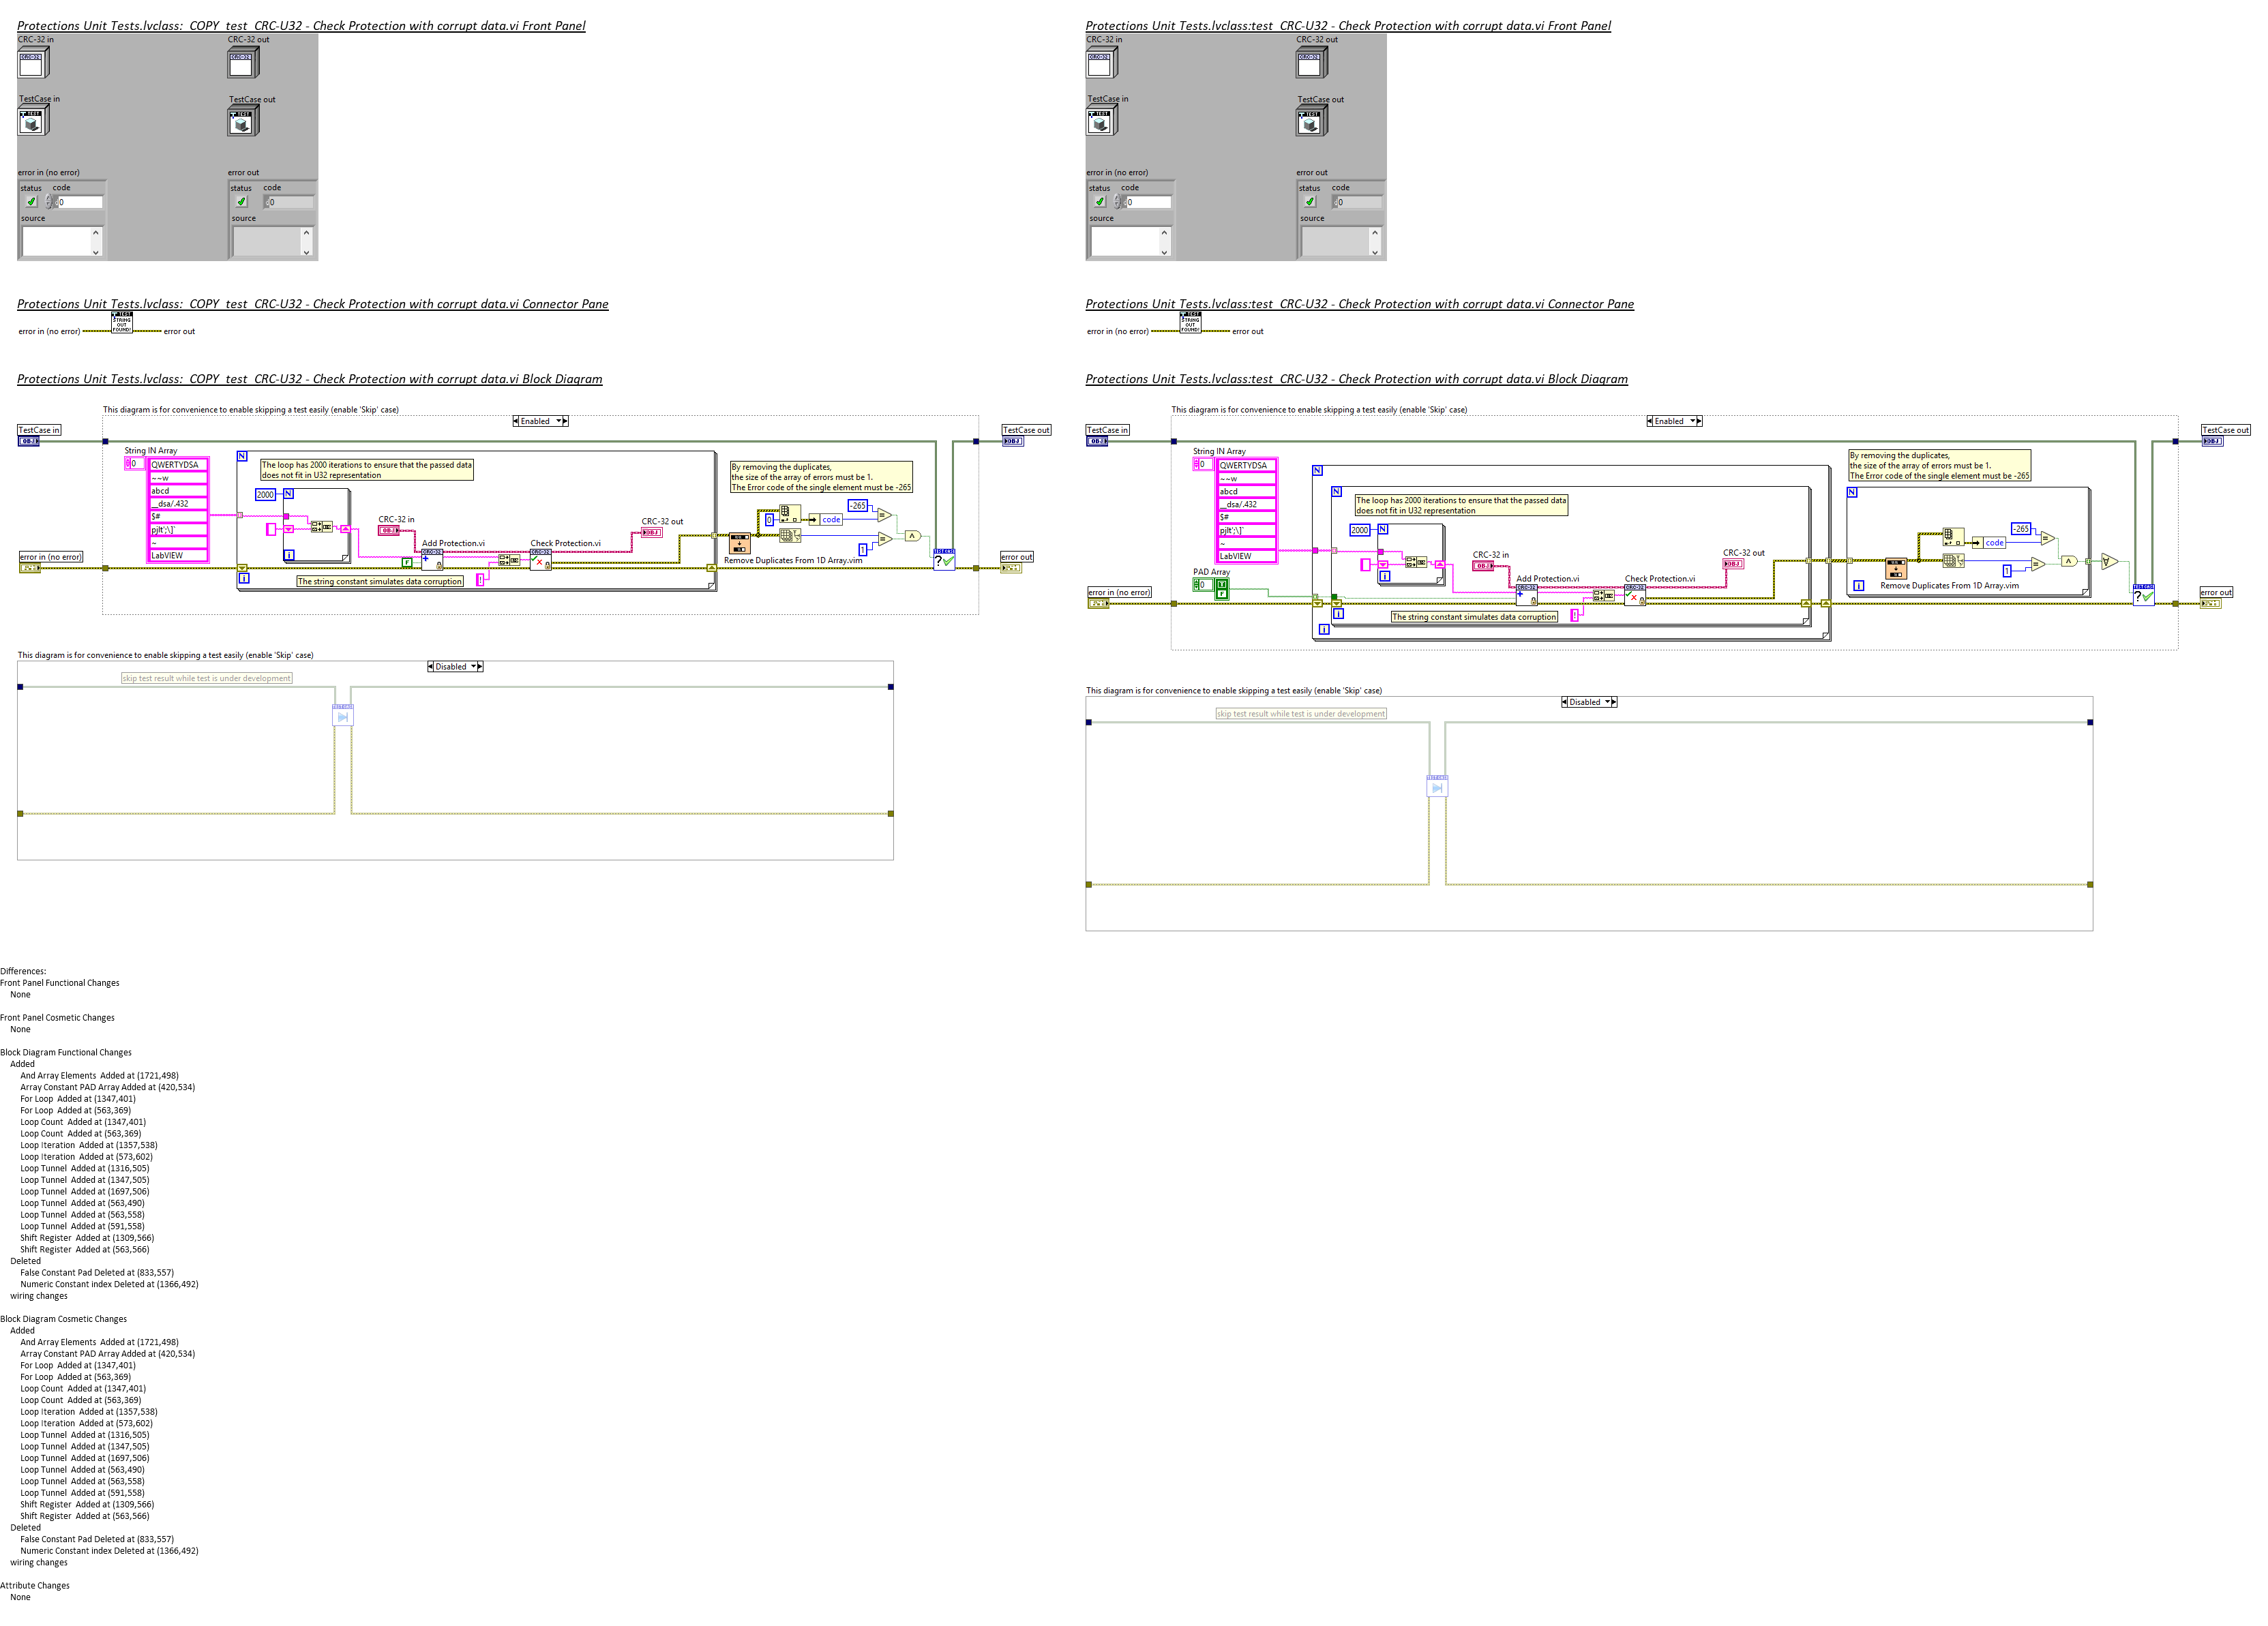 Protections Unit Tests.lvclass:_COPY_test_CRC-U32 - Check Protection with corrupt data.vi Front Panel
CRC-32 in
CRC-32 out
CRC-32
CRC-32
TestCase in
TestCase out
TEST
TEST
error in (no error)
error out
status code
status code
0
0
source
source
Protections Unit Tests.lvclass:_COPY_test_CRC-U32 - Check Protection with corrupt data.vi Connector Pane
error in (no error)
TEST
STRING
OUT
FOUND!
error out
Protections Unit Tests.lvclass:_COPY_test_CRC-U32 - Check Protection with corrupt data.vi Block Diagram
This diagram is for convenience to enable skipping a test easily (enable 'Skip' case)
Enabled
TestCase in
OBJ
TestCase out
OBJ
String IN Array
0
QWERTYDSA
~~w
abcd
__dsa/.432
$#
pjlt';\]`
~
LabVIEW
N
The loop has 2000 iterations to ensure that the passed data
does not fit in U32 representation
2000
N
i
By removing the duplicates,
the size of the array of errors must be 1.
The Error code of the single element must be -265
CRC-32 in
OBJ
CRC-32 out
OBJ
Add Protection.vi
Check Protection.vi
F
!
0
code
-265
1
Remove Duplicates From 1D Array.vim
error in (no error)
error out
i
The string constant simulates data corruption
This diagram is for convenience to enable skipping a test easily (enable 'Skip' case)
Disabled
skip test result while test is under development
Protections Unit Tests.lvclass:test_CRC-U32 - Check Protection with corrupt data.vi Front Panel
CRC-32 in
CRC-32 out
CRC-32
CRC-32
TestCase in
TestCase out
TEST
TEST
error in (no error)
error out
status code
status code
0
0
source
source
Protections Unit Tests.lvclass:test_CRC-U32 - Check Protection with corrupt data.vi Connector Pane
error in (no error)
TEST
STRING
OUT
FOUND!
error out
Protections Unit Tests.lvclass:test_CRC-U32 - Check Protection with corrupt data.vi Block Diagram
This diagram is for convenience to enable skipping a test easily (enable 'Skip' case)
Enabled
TestCase in
OBJ
TestCase out
OBJ
String IN Array
0
QWERTYDSA
~~w
abcd
__dsa/.432
$#
pjlt';\]`
~
LabVIEW
PAD Array
0
T
F
N
N
The loop has 2000 iterations to ensure that the passed data
does not fit in U32 representation
2000
N
i
By removing the duplicates,
the size of the array of errors must be 1.
The Error code of the single element must be -265
N
CRC-32 in
OBJ
CRC-32 out
OBJ
Add Protection.vi
Check Protection.vi
!
code
-265
1
i
Remove Duplicates From 1D Array.vim
error in (no error)
error out
i
The string constant simulates data corruption
i
This diagram is for convenience to enable skipping a test easily (enable 'Skip' case)
Disabled
skip test result while test is under development
Differences:
Front Panel Functional Changes
None
Front Panel Cosmetic Changes
None
Block Diagram Functional Changes
Added
And Array Elements  Added at (1721,498)
Array Constant PAD Array Added at (420,534)
For Loop  Added at (1347,401)
For Loop  Added at (563,369)
Loop Count  Added at (1347,401)
Loop Count  Added at (563,369)
Loop Iteration  Added at (1357,538)
Loop Iteration  Added at (573,602)
Loop Tunnel  Added at (1316,505)
Loop Tunnel  Added at (1347,505)
Loop Tunnel  Added at (1697,506)
Loop Tunnel  Added at (563,490)
Loop Tunnel  Added at (563,558)
Loop Tunnel  Added at (591,558)
Shift Register  Added at (1309,566)
Shift Register  Added at (563,566)
Deleted
False Constant Pad Deleted at (833,557)
Numeric Constant index Deleted at (1366,492)
wiring changes
Block Diagram Cosmetic Changes
Added
And Array Elements  Added at (1721,498)
Array Constant PAD Array Added at (420,534)
For Loop  Added at (1347,401)
For Loop  Added at (563,369)
Loop Count  Added at (1347,401)
Loop Count  Added at (563,369)
Loop Iteration  Added at (1357,538)
Loop Iteration  Added at (573,602)
Loop Tunnel  Added at (1316,505)
Loop Tunnel  Added at (1347,505)
Loop Tunnel  Added at (1697,506)
Loop Tunnel  Added at (563,490)
Loop Tunnel  Added at (563,558)
Loop Tunnel  Added at (591,558)
Shift Register  Added at (1309,566)
Shift Register  Added at (563,566)
Deleted
False Constant Pad Deleted at (833,557)
Numeric Constant index Deleted at (1366,492)
wiring changes
Attribute Changes
None